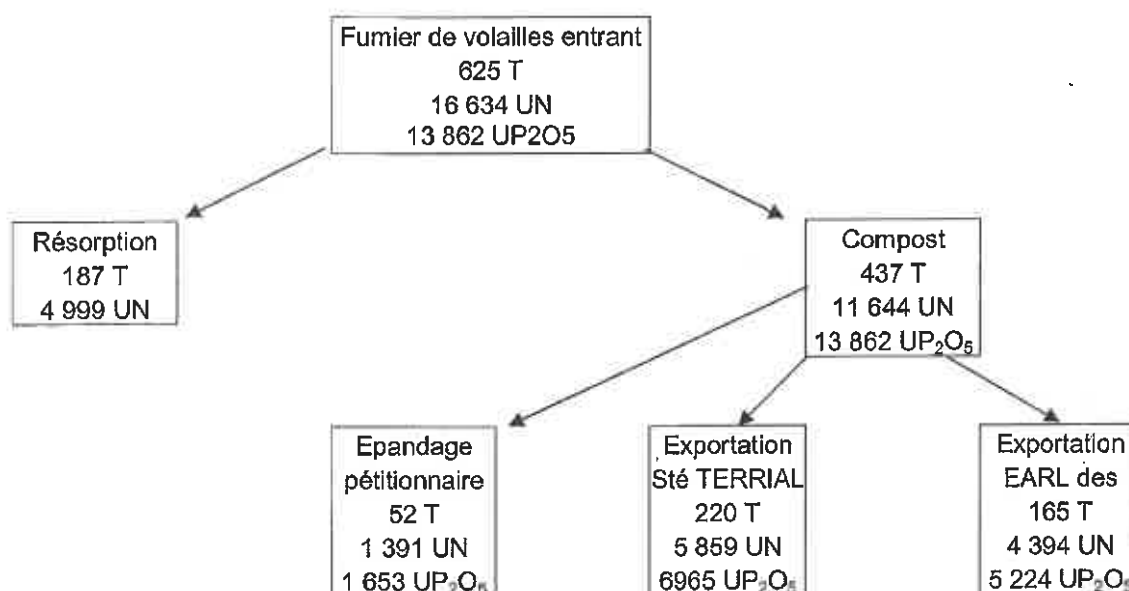 Fumier de volailles entrant
625 T
16 634 UN
13 862 UP2O5
Résorption
187 T
4 999 UN
Compost
437 T
11 644 UN
13 862 UP₂O₅
Epandage
pétitionnaire
52 T
1 391 UN
1 653 UP₂O₅
Exportation
Sté TERRIAL
220 T
5 859 UN
6965 UP₂O₅
Exportation
EARL des
165 T
4 394 UN
5 224 UP₂O₅